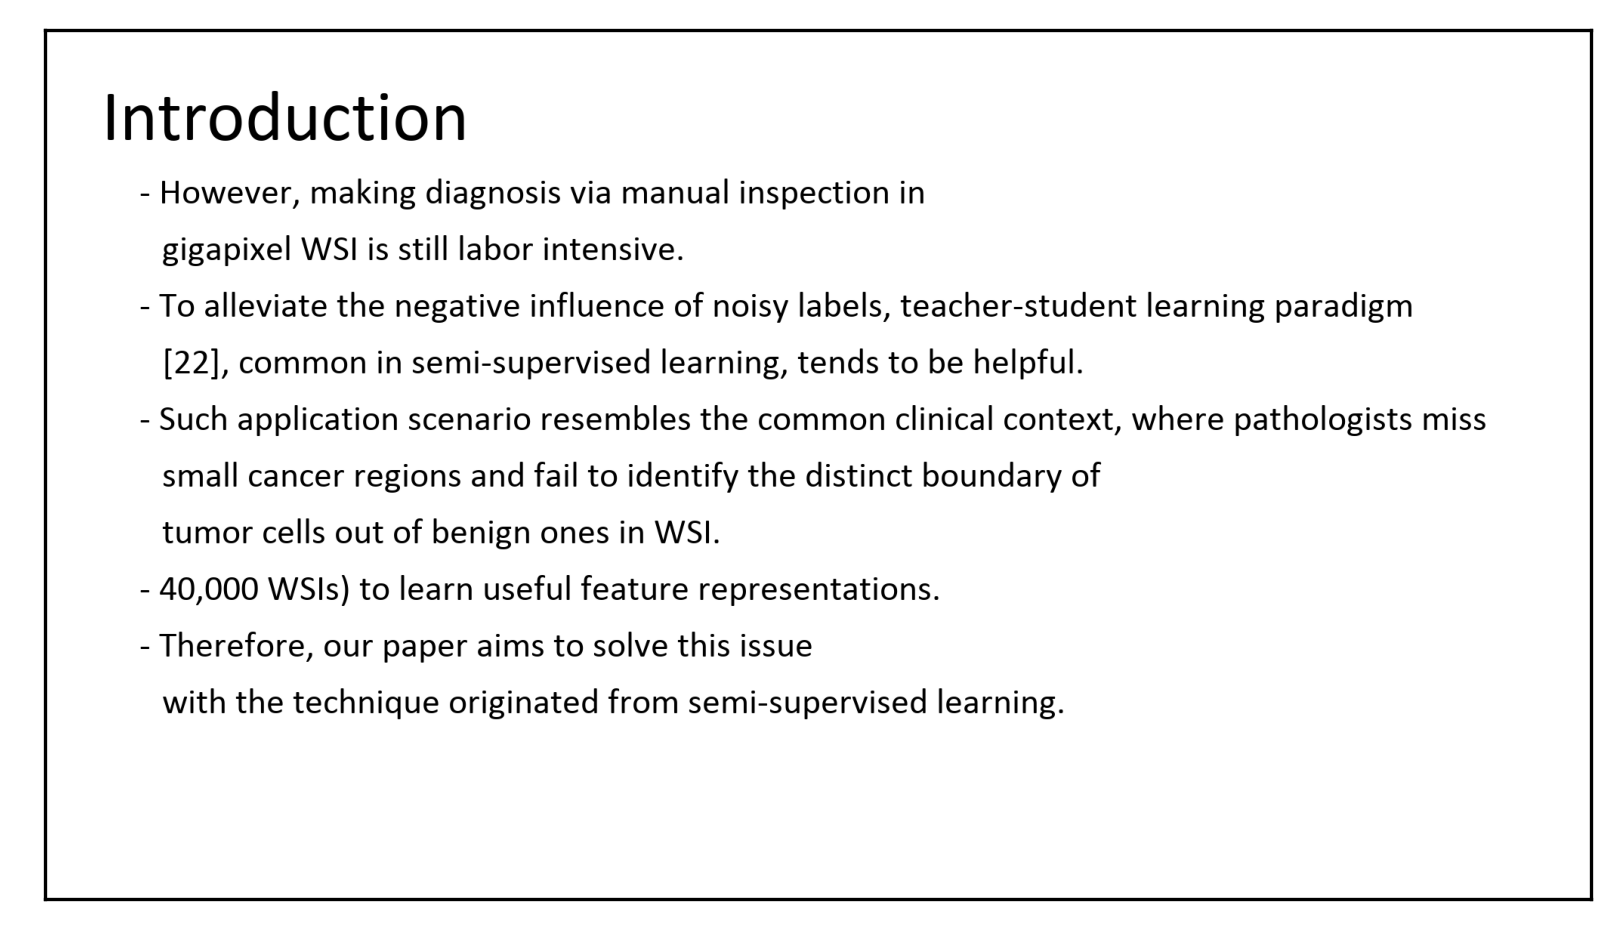 Introduction
- However, making diagnosis via manual inspection in
gigapixel WSI is still labor intensive.
- To alleviate the negative influence of noisy labels, teacher-student learning paradigm
[22], common in semi-supervised learning, tends to be helpful.
- Such application scenario resembles the common clinical context, where pathologists miss
small cancer regions and fail to identify the distinct boundary of
tumor cells out of benign ones in WSI.
- 40,000 WSIs) to learn useful feature representations.
- Therefore, our paper aims to solve this issue
with the technique originated from semi-supervised learning.